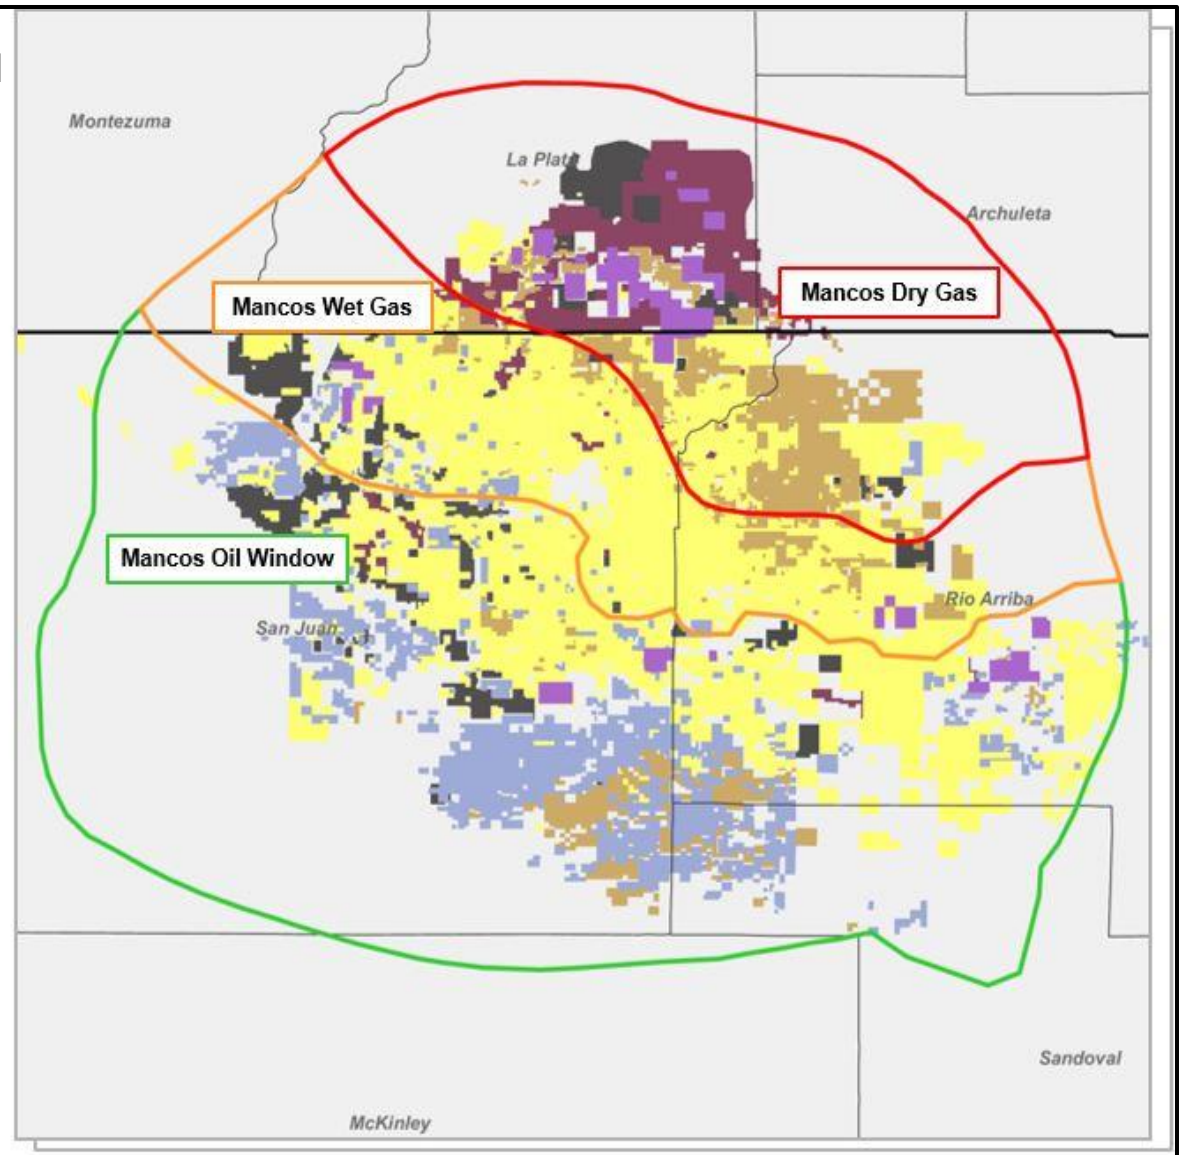 Montezuma
La Plata
Archuleta
Mancos Dry Gas
Mancos Wet Gas
Mancos Oil Window
Rio Arriba
San Juan
Sandoval
McKinley